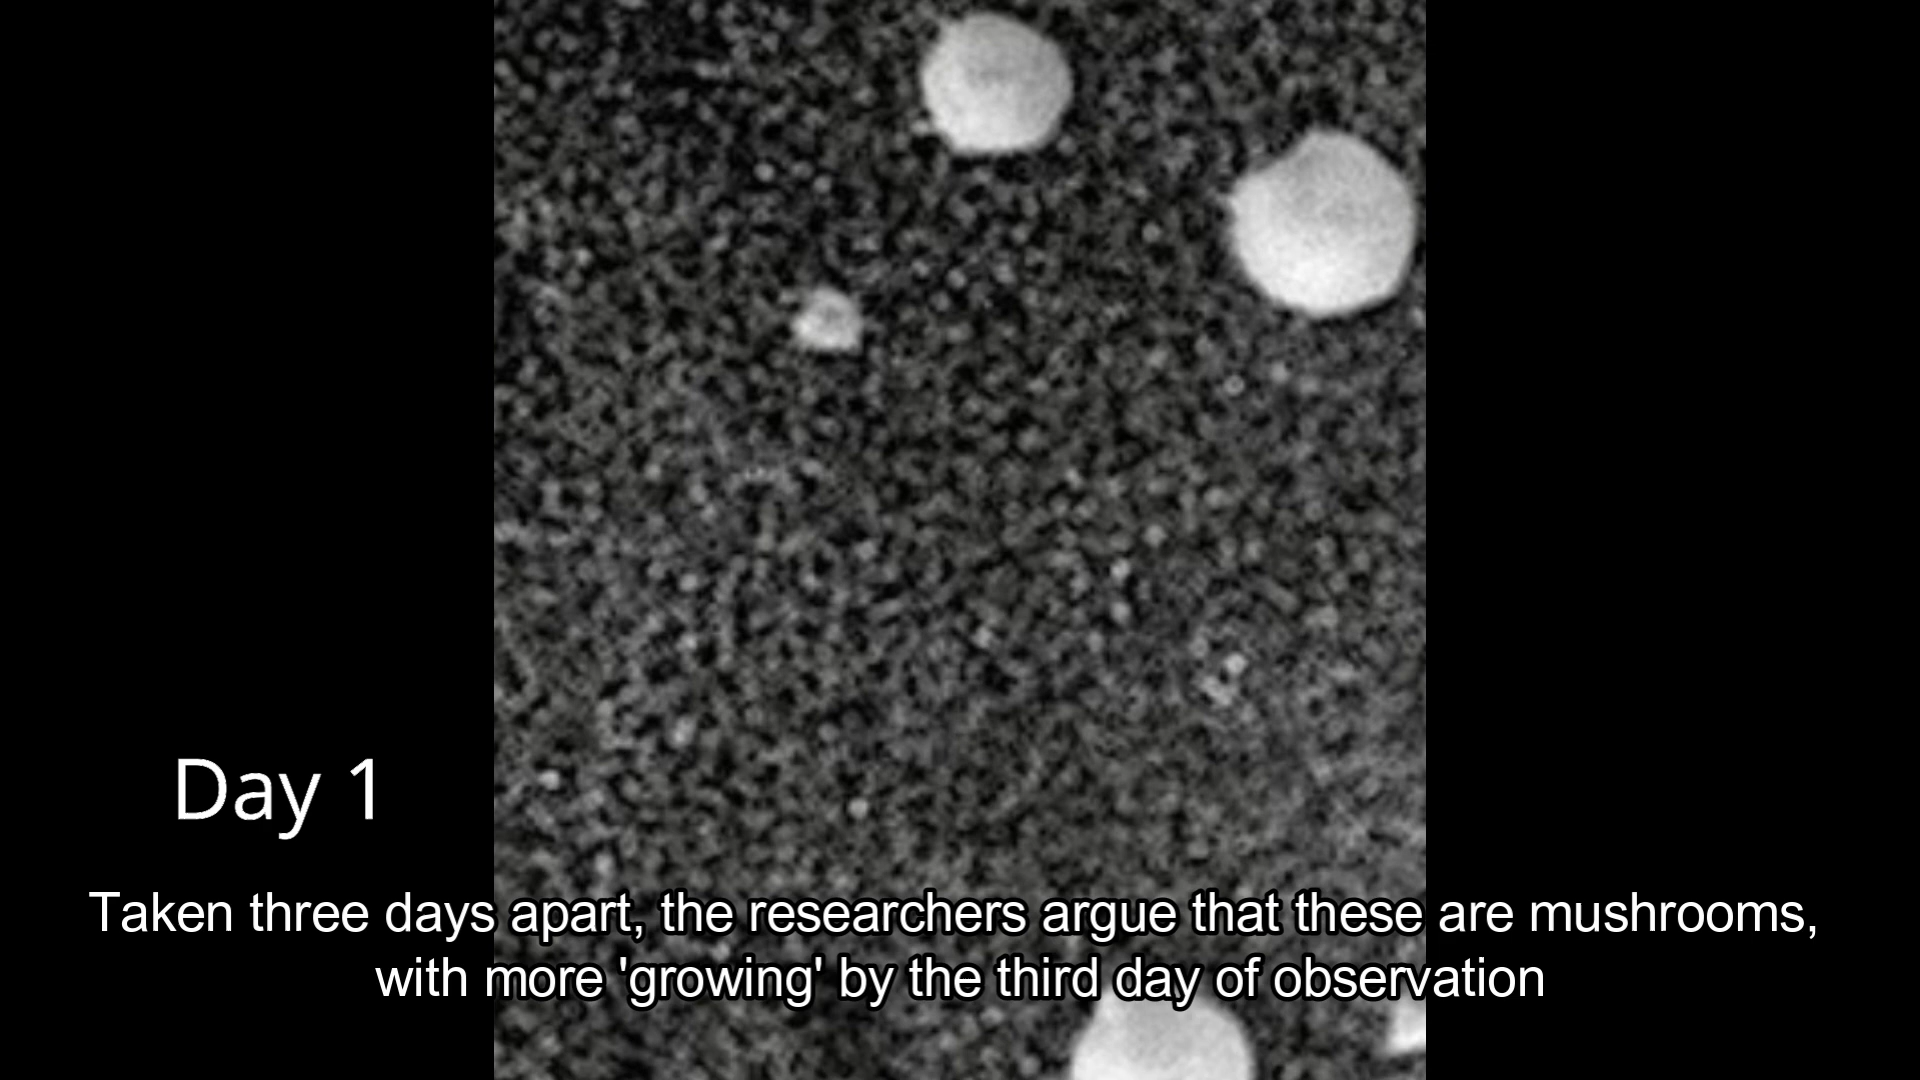 Day 1
Taken three days apart, the researchers argue that these are mushrooms,
with more 'growing' by the third day of observation